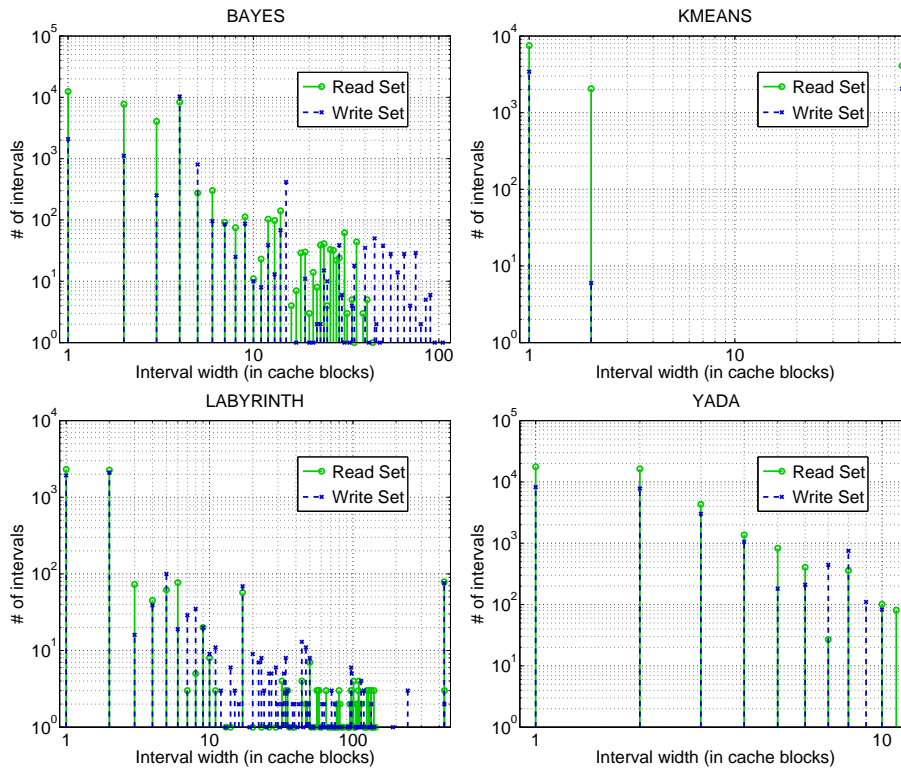 BAYES
10^5
10^4
10^3
10^2
10^1
10^0
# of intervals
Read Set
Write Set
1
10
100
Interval width (in cache blocks)
KMEANS
10^4
10^3
10^2
10^1
10^0
# of intervals
Read Set
Write Set
1
10
Interval width (in cache blocks)
LABYRINTH
10^4
10^3
10^2
10^1
10^0
# of intervals
Read Set
Write Set
1
10
100
Interval width (in cache blocks)
YADA
10^5
10^4
10^3
10^2
10^1
10^0
# of intervals
Read Set
Write Set
1
10
Interval width (in cache blocks)